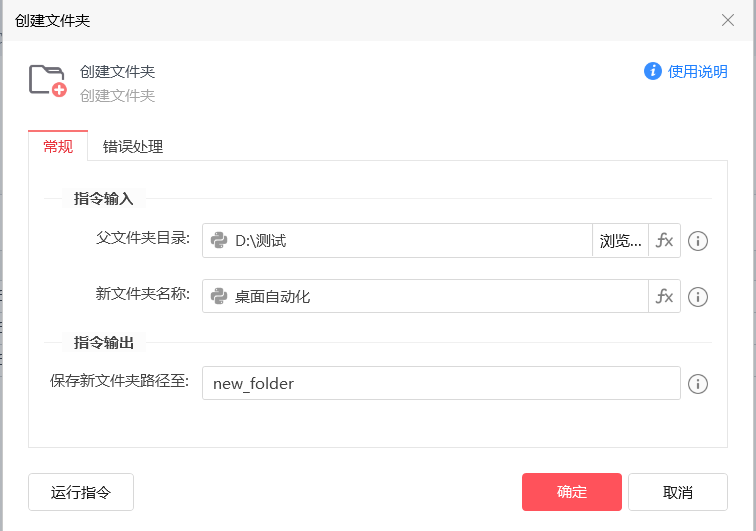 创建文件夹
创建文件夹
使用说明
创建文件夹
常规
错误处理
指令输入
父文件夹目录:
D:\测试
浏览...
fx
新文件夹名称:
桌面自动化
fx
指令输出
保存新文件夹路径至:
new_folder
运行指令
确定
取消